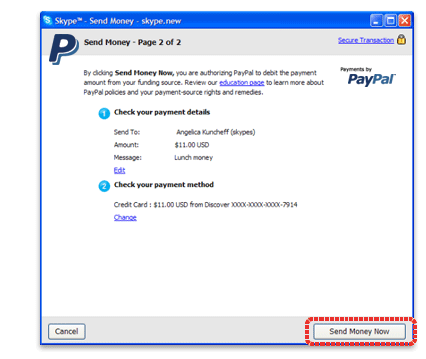 Skype™ - Send Money - skype.new
Send Money - Page 2 of 2
Secure Transaction
By clicking Send Money Now, you are authorizing PayPal to debit the payment
amount from your funding source. Review our education page to learn more about
PayPal policies and your payment-source rights and remedies.
Payments by
PayPal
1 Check your payment details
Send To: Angelica Kuncheff (skypes)
Amount: $11.00 USD
Message: Lunch money
Edit
2 Check your payment method
Credit Card : $11.00 USD from Discover XXXX-XXXX-XXXX-7914
Change
Cancel
Send Money Now